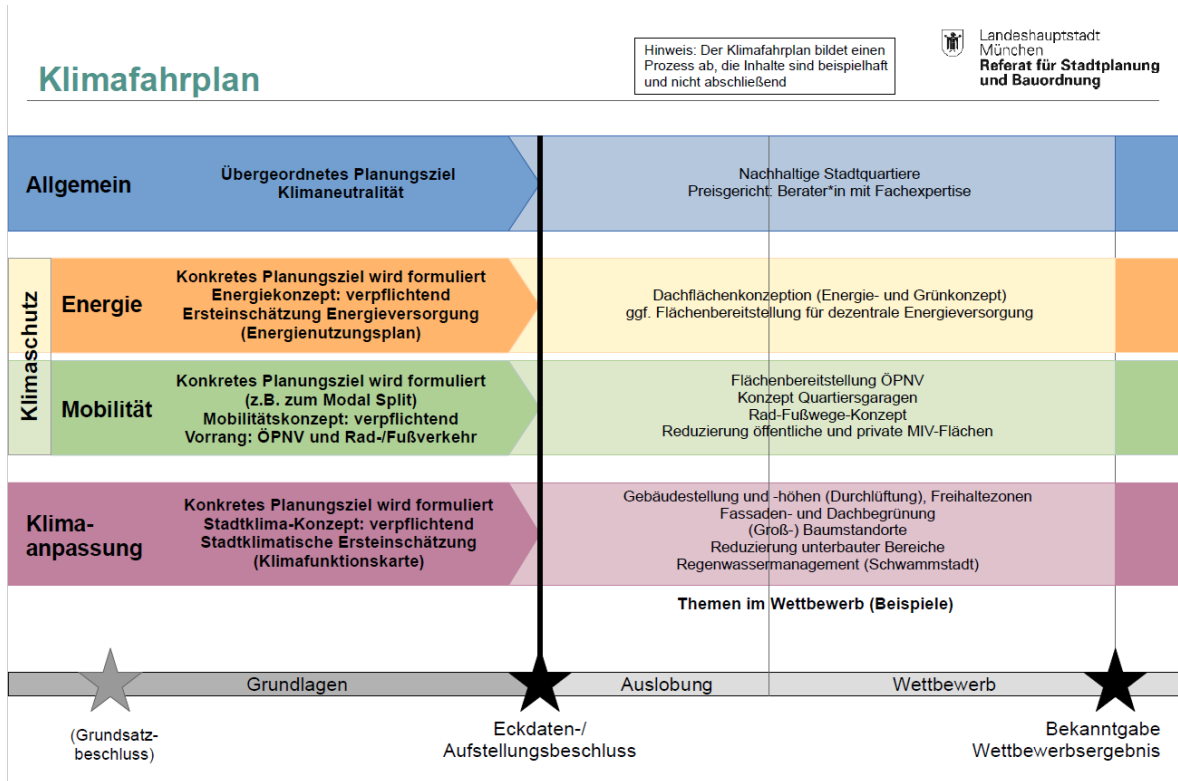 Klimafahrplan
Hinweis: Der Klimafahrplan bildet einen
Prozess ab, die Inhalte sind beispielhaft
und nicht abschließend
Landeshauptstadt
München
Referat für Stadtplanung
und Bauordnung
Allgemein
Übergeordnetes Planungsziel
Klimaneutralität
Nachhaltige Stadtquartiere
Preisgericht: Berater*in mit Fachexpertise
Klimaschutz
Energie
Konkretes Planungsziel wird formuliert
Energiekonzept: verpflichtend
Ersteinschätzung Energieversorgung
(Energienutzungsplan)
Dachflächenkonzeption (Energie- und Grünkonzept)
ggf. Flächenbereitstellung für dezentrale Energieversorgung
Mobilität
Konkretes Planungsziel wird formuliert
(z.B. zum Modal Split)
Mobilitätskonzept: verpflichtend
Vorrang: ÖPNV und Rad-/Fußverkehr
Flächenbereitstellung ÖPNV
Konzept Quartiersgaragen
Rad-Fußwege-Konzept
Reduzierung öffentliche und private MIV-Flächen
Klima-
anpassung
Konkretes Planungsziel wird formuliert
Stadtklima-Konzept: verpflichtend
Stadtklimatische Ersteinschätzung
(Klimafunktionskarte)
Gebäudestellung und -höhen (Durchlüftung), Freihaltezonen
Fassaden- und Dachbegrünung
(Groß-) Baumstandorte
Reduzierung unterbauter Bereiche
Regenwassermanagement (Schwammstadt)
Themen im Wettbewerb (Beispiele)
Grundlagen
Auslobung
Wettbewerb
(Grundsatz-
beschluss)
Eckdaten-/
Aufstellungsbeschluss
Bekanntgabe
Wettbewerbsergebnis